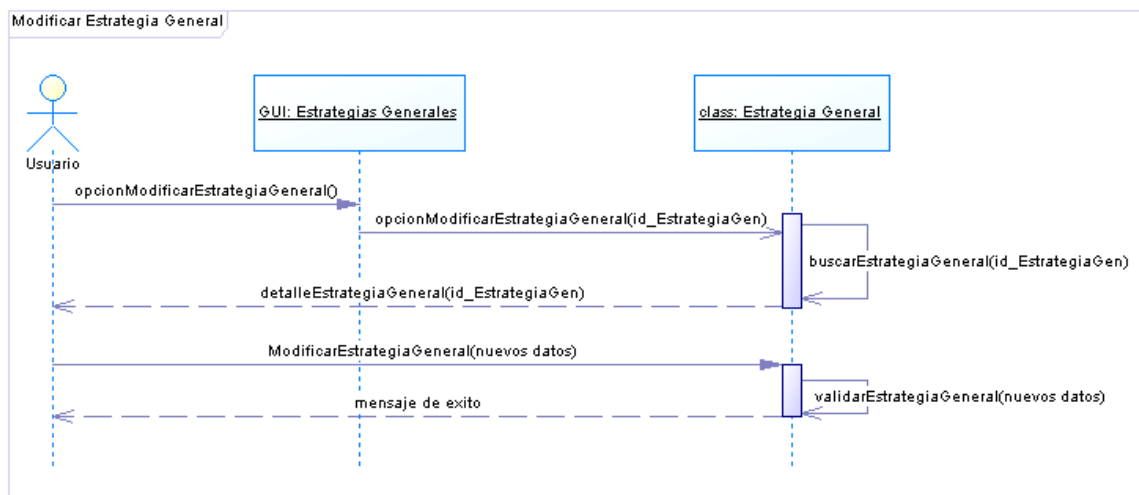 Modificar Estrategia General
GUI: Estrategias Generales
class: Estrategia General
Usuario
opcionModificarEstrategiaGeneral()
opcionModificarEstrategiaGeneral(id_EstrategiaGen)
buscarEstrategiaGeneral(id_EstrategiaGen)
detalleEstrategiaGeneral(id_EstrategiaGen)
ModificarEstrategiaGeneral(nuevos datos)
validarEstrategiaGeneral(nuevos datos)
mensaje de exito